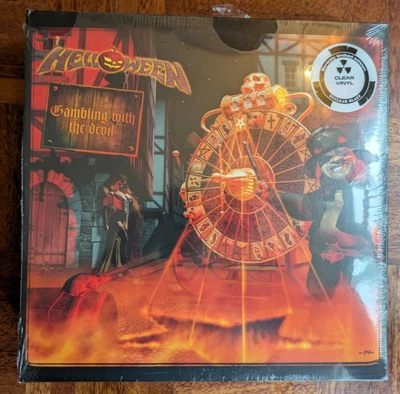 HELLOWEEN
Gambling with
the devil
CLEAR
VINYL